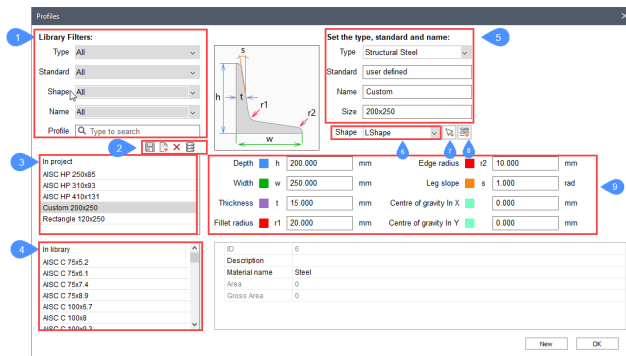 Profiles
1
Library Filters:
Type All
Standard All
Shape All
Name All
Profile Type to search
2
3
In project
AISC HP 250x85
AISC HP 310x93
AISC HP 410x131
Custom 200x250
Rectangle 120x250
4
In library
AISC C 75x5.2
AISC C 75x6.1
AISC C 75x7.4
AISC C 75x8.9
AISC C 100x6.7
AISC C 100x8
AISC C 100x9.3
s
h
t
r1
r2
w
5
Set the type, standard and name:
Type Structural Steel
Standard user defined
Name Custom
Size 200x250
Shape LShape
6
7
8
9
Depth h 200.000 mm Edge radius r2 10.000 mm
Width w 250.000 mm Leg slope s 1.000 rad
Thickness t 15.000 mm Centre of gravity In X 0.000 mm
Fillet radius r1 20.000 mm Centre of gravity In Y 0.000 mm
ID 6
Description
Material name Steel
Area 0
Gross Area 0
New OK